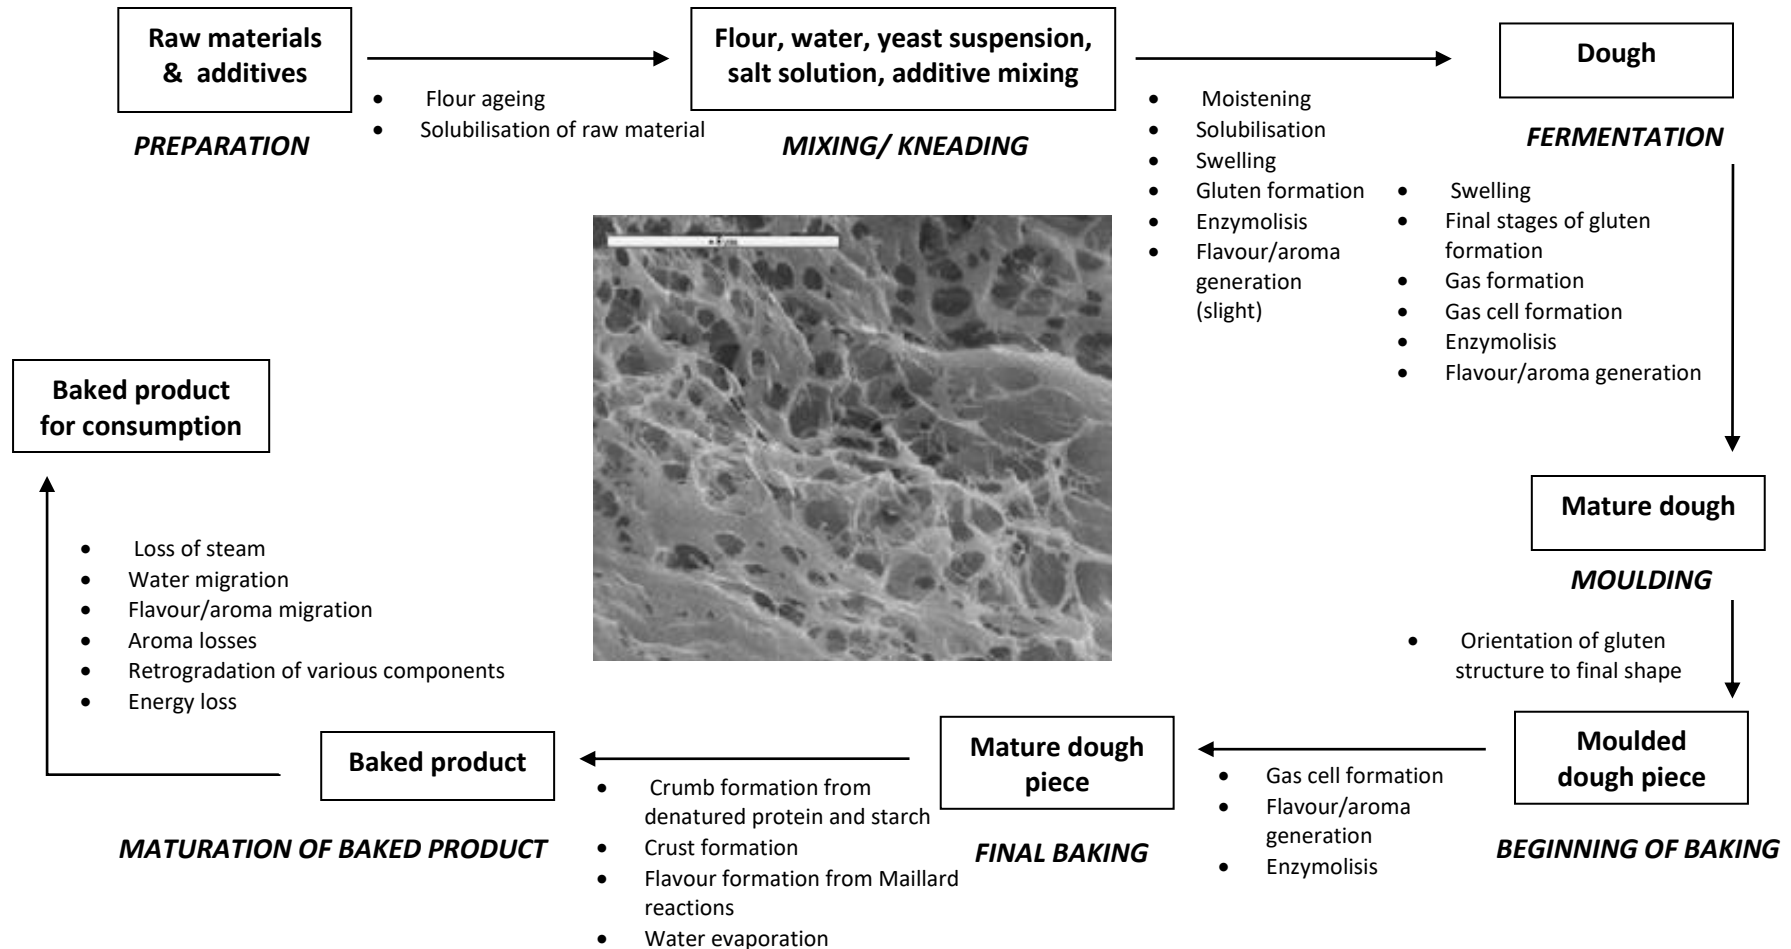 Raw materials
& additives
PREPARATION
• Flour ageing
• Solubilisation of raw material
Flour, water, yeast suspension,
salt solution, additive mixing
MIXING/ KNEADING
• Moistening
• Solubilisation
• Swelling
• Gluten formation
• Enzymolisis
• Flavour/aroma
generation
(slight)
Dough
FERMENTATION
• Swelling
• Final stages of gluten
formation
• Gas formation
• Gas cell formation
• Enzymolisis
• Flavour/aroma generation
Mature dough
MOULDING
• Orientation of gluten
structure to final shape
Moulded
dough piece
BEGINNING OF BAKING
• Gas cell formation
• Flavour/aroma
generation
• Enzymolisis
Mature dough
piece
FINAL BAKING
• Crumb formation from
denatured protein and starch
• Crust formation
• Flavour formation from Maillard
reactions
• Water evaporation
Baked product
MATURATION OF BAKED PRODUCT
• Loss of steam
• Water migration
• Flavour/aroma migration
• Aroma losses
• Retrogradation of various components
• Energy loss
Baked product
for consumption